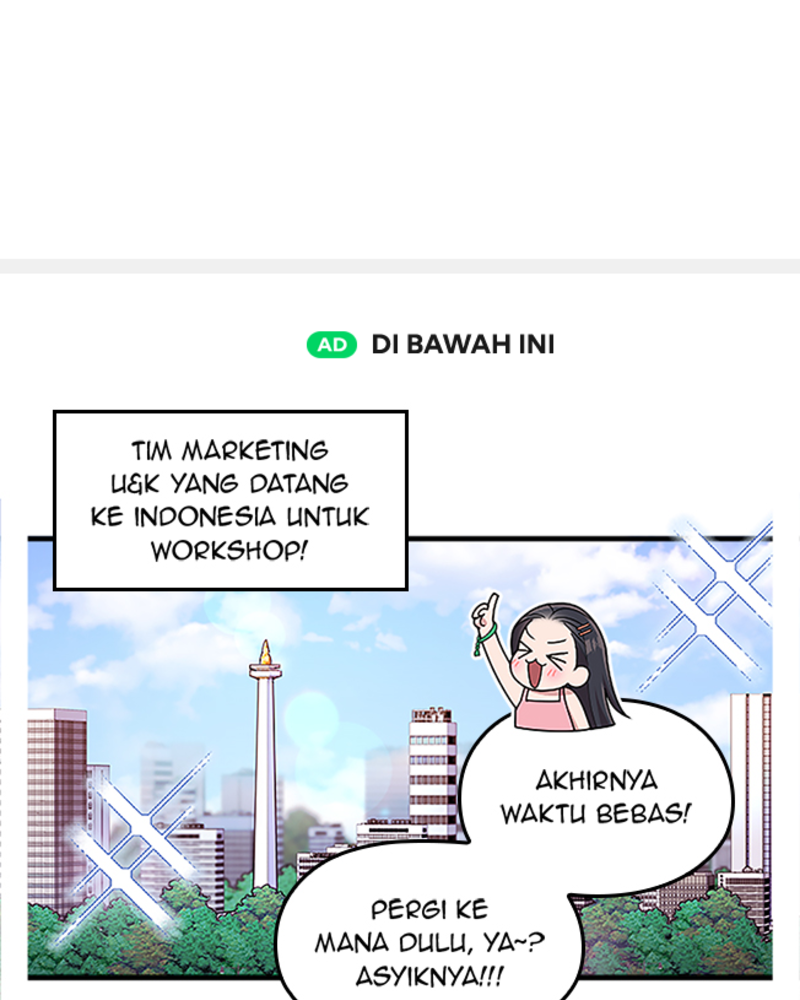 AD DI BAWAH INI
TIM MARKETING
U&K YANG DATANG
KE INDONESIA UNTUK
WORKSHOP!
AKHIRNYA
WAKTU BEBAS!
PERGI KE
MANA DULU, YA~?
ASYIKNYA!!!